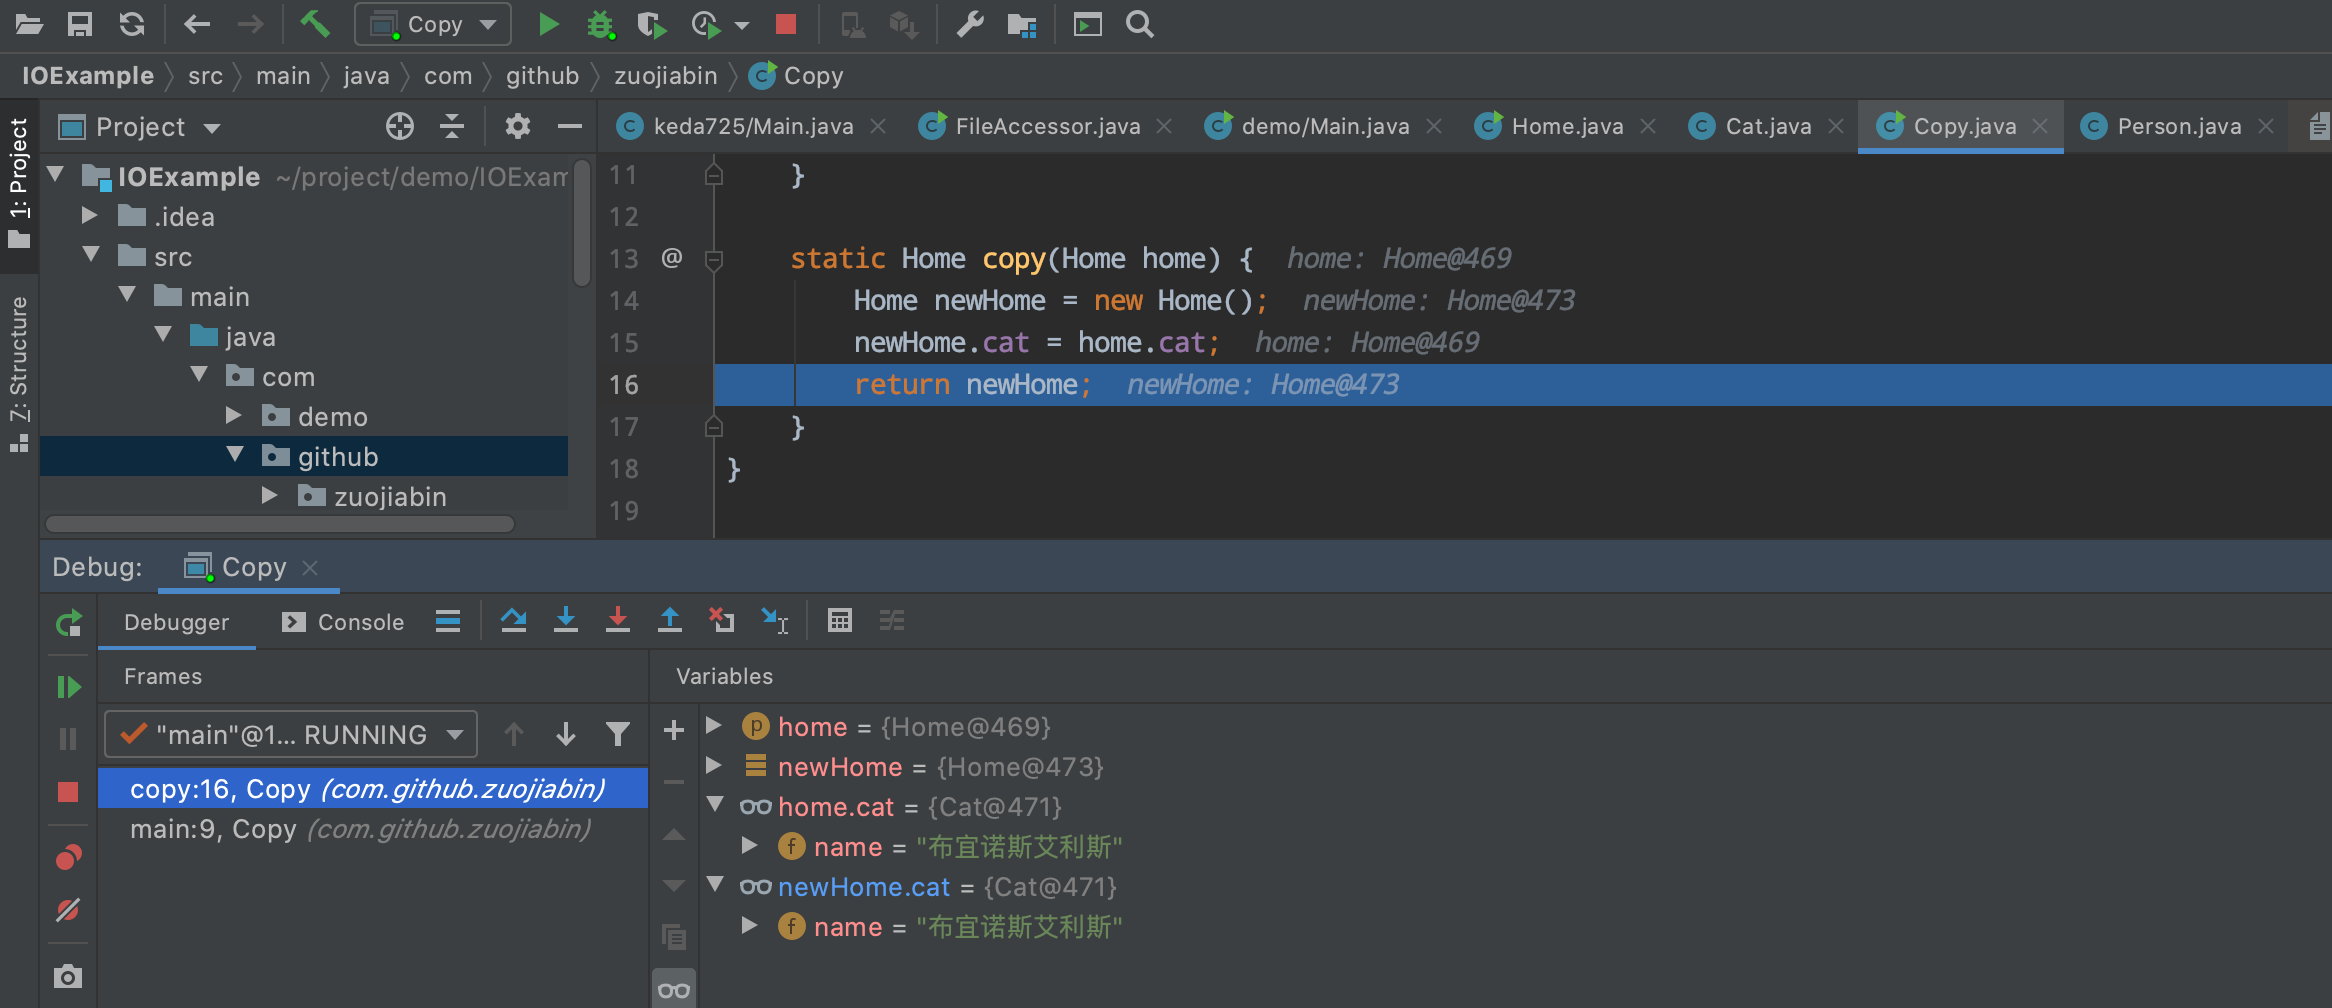 Copy
IOExample src main java com github zuojiabin Copy
1: Project
7: Structure
Project
keda725/Main.java FileAccessor.java demo/Main.java Home.java Cat.java Copy.java Person.java
IOExample ~/project/demo/IOExam
.idea
src
main
java
com
demo
github
zuojiabin
11 }
12
13 @ static Home copy(Home home) { home: Home@469
14 Home newHome = new Home(); newHome: Home@473
15 newHome.cat = home.cat; home: Home@469
16 return newHome; newHome: Home@473
17 }
18 }
19
Debug: Copy
Debugger Console
Frames
"main"@1... RUNNING
copy:16, Copy (com.github.zuojiabin)
main:9, Copy (com.github.zuojiabin)
Variables
home = {Home@469}
newHome = {Home@473}
home.cat = {Cat@471}
name = "布宜诺斯艾利斯"
newHome.cat = {Cat@471}
name = "布宜诺斯艾利斯"